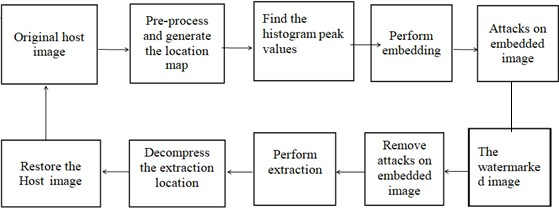 Original host
image
Pre-process
and generate
the location
map
Find the
histogram peak
values
Perform
embedding
Attacks on
embedded
image
Restore the
Host image
Decompress
the extraction
location
Perform
extraction
Remove
attacks on
embedded
image
The
watermarke
d image